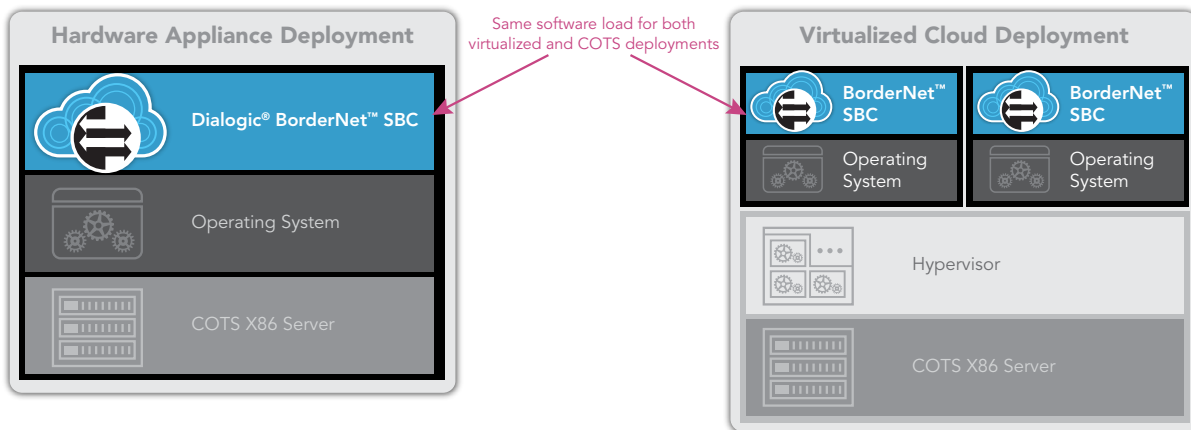 Hardware Appliance Deployment
Dialogic® BorderNet™ SBC
Operating System
COTS X86 Server
Same software load for both
virtualized and COTS deployments
Virtualized Cloud Deployment
BorderNet™
SBC
Operating
System
BorderNet™
SBC
Operating
System
Hypervisor
COTS X86 Server